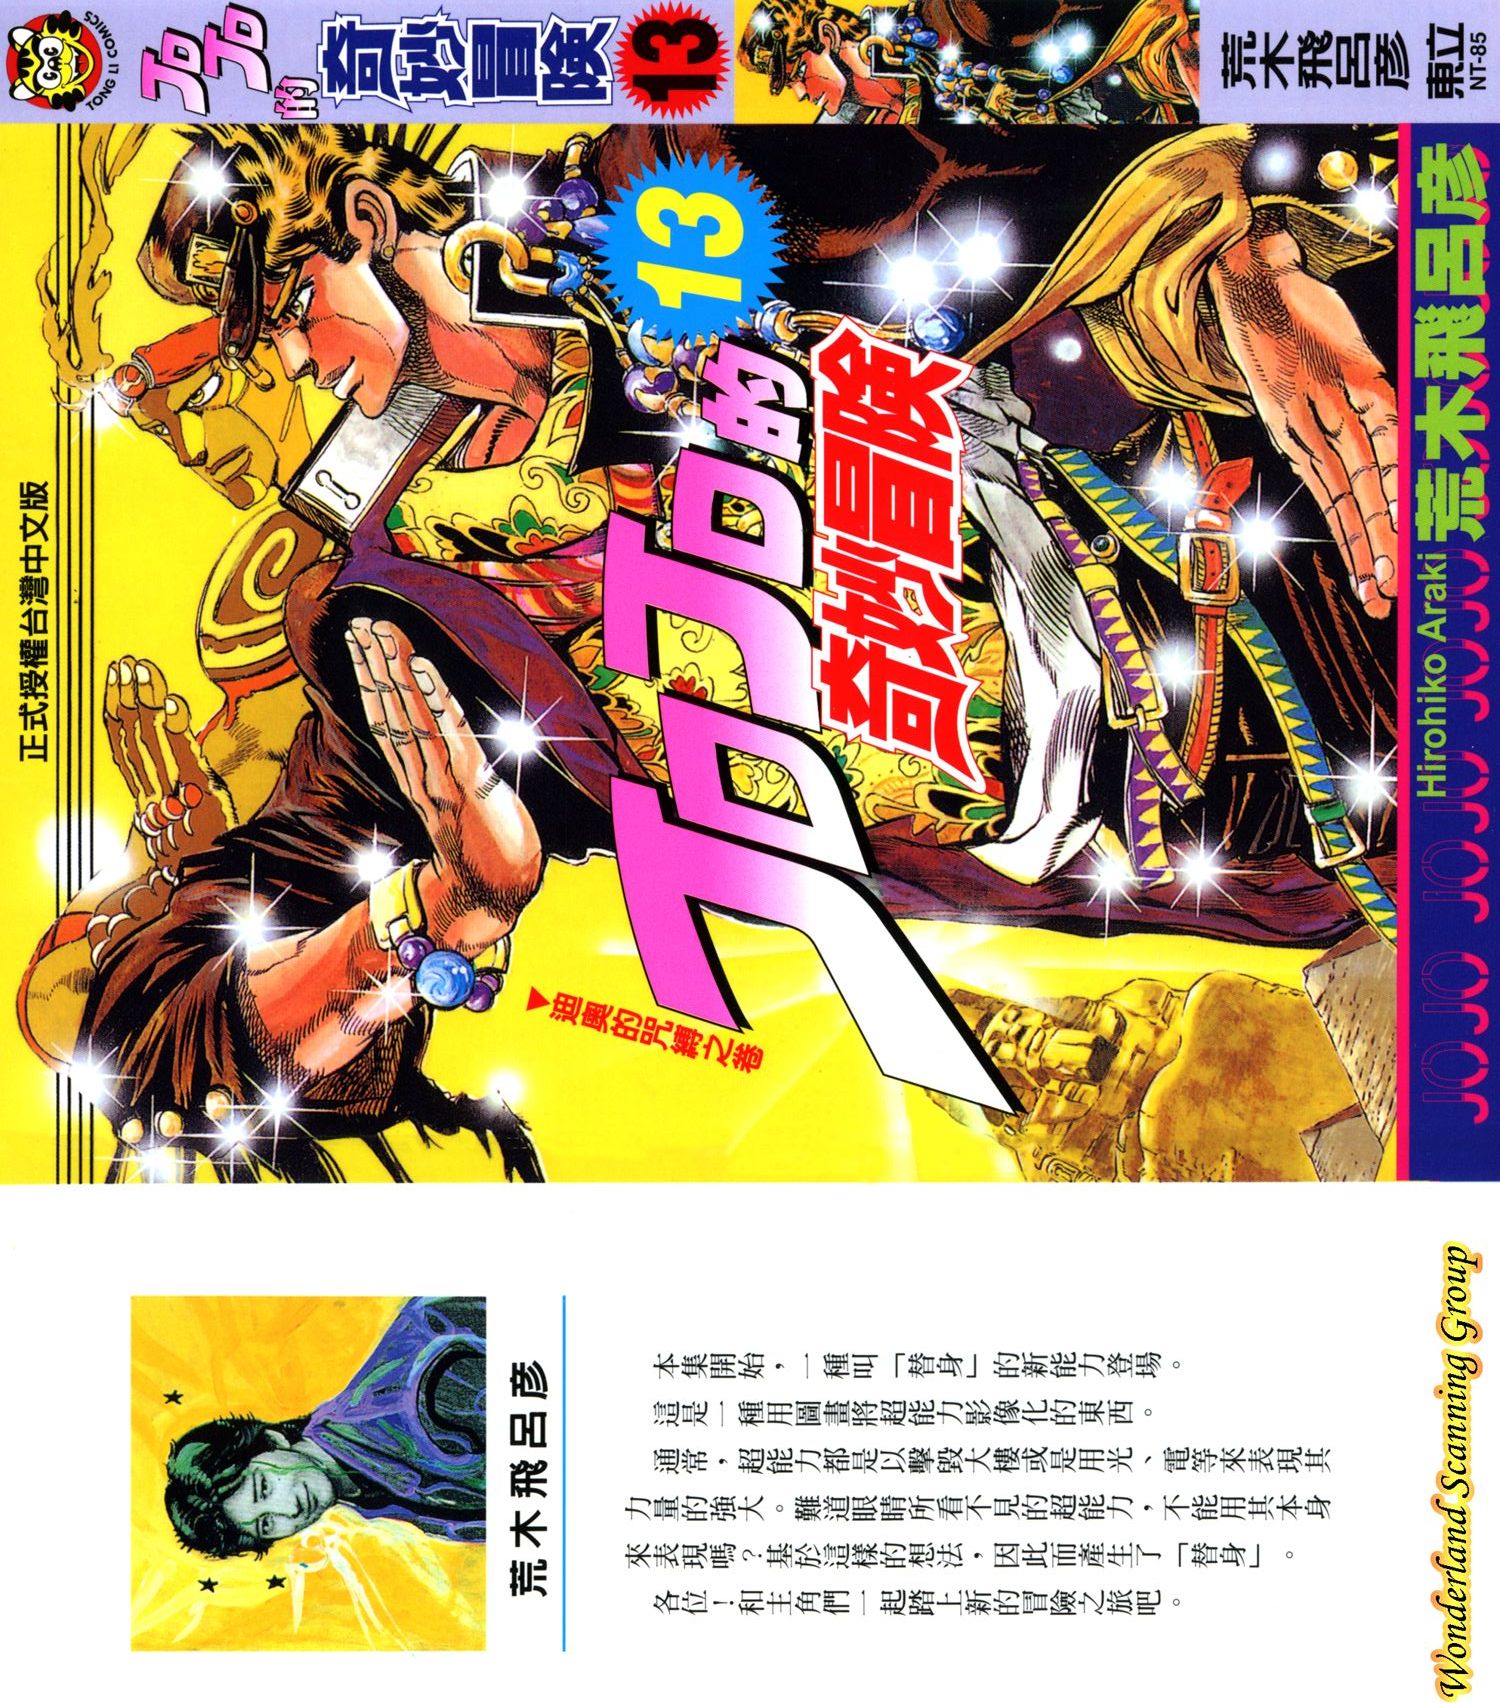 TONG LI COMICS
GAC
JOJO的
奇妙冒險
13
荒木飛呂彥
東立
NT-85
正式授權台灣中文版
13
JOJO的
奇妙冒險
▼迪奧的咒縛之卷
JOJO JOJO JOJOJOJO
Hirohiko Araki 荒木飛呂彥
荒木飛呂彥
本集開始，一種叫「替身」的新能力登場。
這是一種用圖畫將超能力影像化的東西。
通常，超能力都是以擊毀大樓或是用光、電等來表現其
力量的強大。難道眼睛所看不見的超能力，不能用其本身
來表現嗎？基於這樣的想法，因此而產生了「替身」。
各位！和主角們一起踏上新的冒險之旅吧。
Wonderland Scanning Group